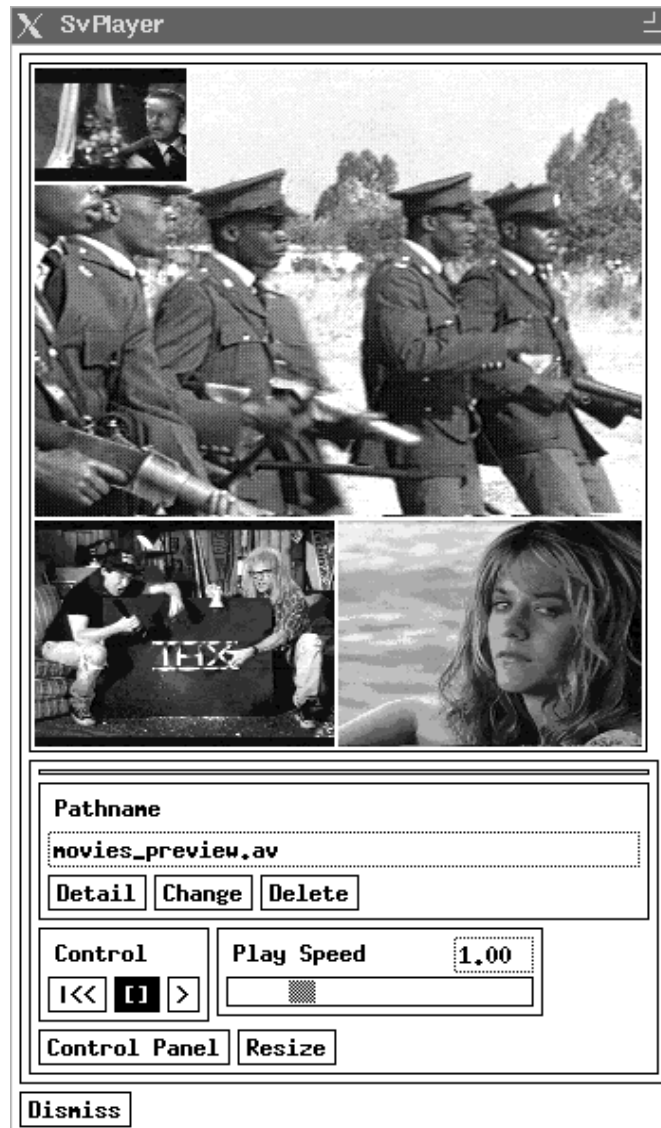 SvPlayer
THX
Pathname
movies_preview.av
Detail Change Delete
Control Play Speed 1.00
I<< [] >
Control Panel Resize
Dismiss